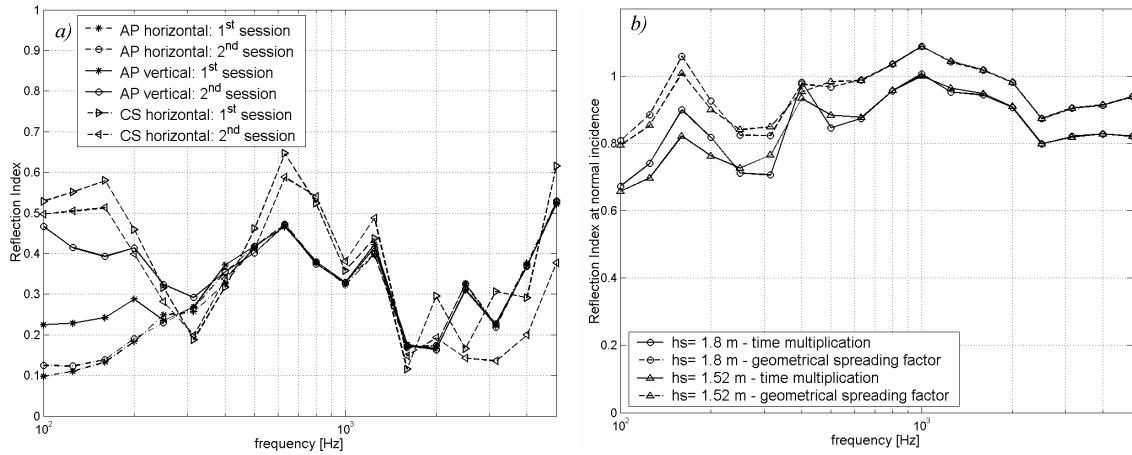 a)
AP horizontal: 1st session
AP horizontal: 2nd session
AP vertical: 1st session
AP vertical: 2nd session
CS horizontal: 1st session
CS horizontal: 2nd session
Reflection Index
1
0.9
0.8
0.7
0.6
0.5
0.4
0.3
0.2
0.1
0
10^2
10^3
frequency [Hz]
b)
Reflection Index at normal incidence
1
0.8
0.6
0.4
0.2
0
hs= 1.8 m - time multiplication
hs= 1.8 m - geometrical spreading factor
hs= 1.52 m - time multiplication
hs= 1.52 m - geometrical spreading factor
10^2
10^3
frequency [Hz]